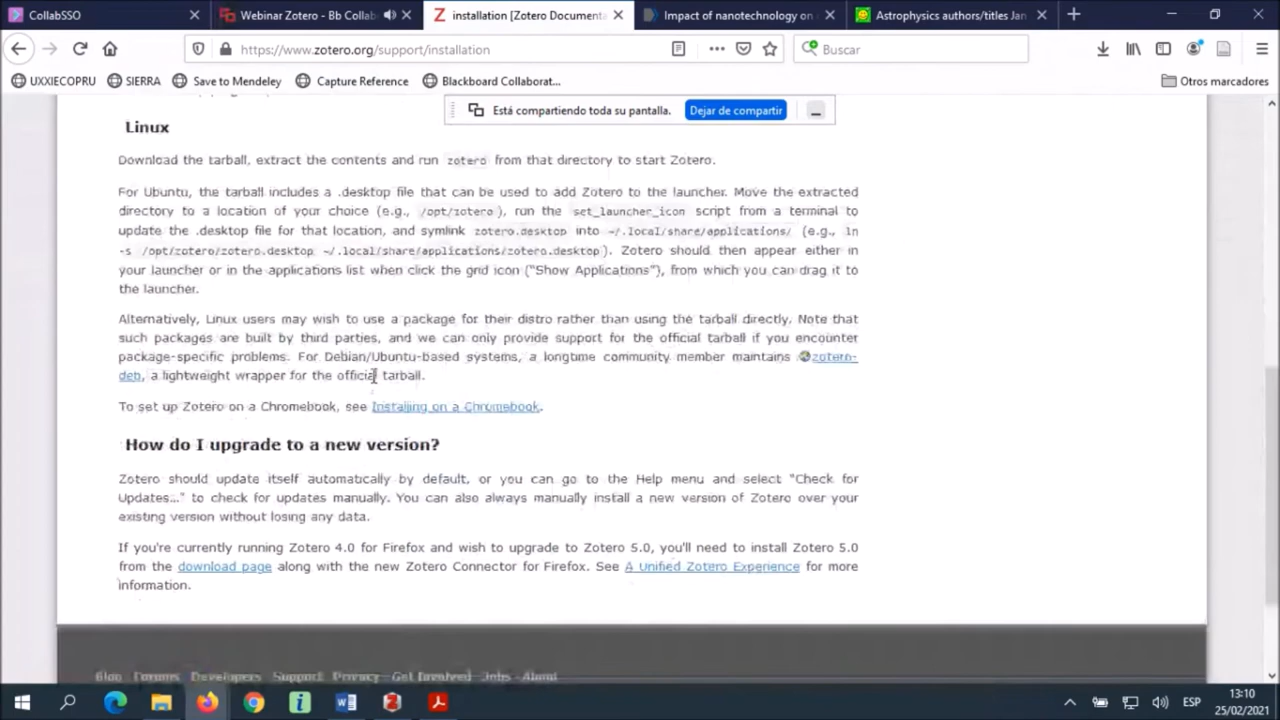 CollabSSO
Webinar Zotero - Bb Collab
installation [Zotero Documenta
Impact of nanotechnology on
Astrophysics authors/titles Jan
https://www.zotero.org/support/installation
Buscar
UXXIECOPRU
SIERRA
Save to Mendeley
Capture Reference
Blackboard Collaborat...
Otros marcadores
Está compartiendo toda su pantalla.
Dejar de compartir
Linux
Download the tarball, extract the contents and run zotero from that directory to start Zotero.
For Ubuntu, the tarball includes a .desktop file that can be used to add Zotero to the launcher. Move the extracted
directory to a location of your choice (e.g., /opt/zotero), run the set_launcher_icon script from a terminal to
update the .desktop file for that location, and symlink zotero.desktop into ~/.local/share/applications/ (e.g., ln
-s /opt/zotero/zotero.desktop ~/.local/share/applications/zotero.desktop). Zotero should then appear either in
your launcher or in the applications list when click the grid icon ("Show Applications"), from which you can drag it to
the launcher.
Alternatively, Linux users may wish to use a package for their distro rather than using the tarball directly. Note that
such packages are built by third parties, and we can only provide support for the official tarball if you encounter
package-specific problems. For Debian/Ubuntu-based systems, a longtime community member maintains zotero-
deb, a lightweight wrapper for the official tarball.
To set up Zotero on a Chromebook, see Installing on a Chromebook.
How do I upgrade to a new version?
Zotero should update itself automatically by default, or you can go to the Help menu and select "Check for
Updates..." to check for updates manually. You can also always manually install a new version of Zotero over your
existing version without losing any data.
If you're currently running Zotero 4.0 for Firefox and wish to upgrade to Zotero 5.0, you'll need to install Zotero 5.0
from the download page along with the new Zotero Connector for Firefox. See A Unified Zotero Experience for more
information.
Blog Forums Developers Support Privacy Get Involved Jobs About
ESP
13:10
25/02/2021